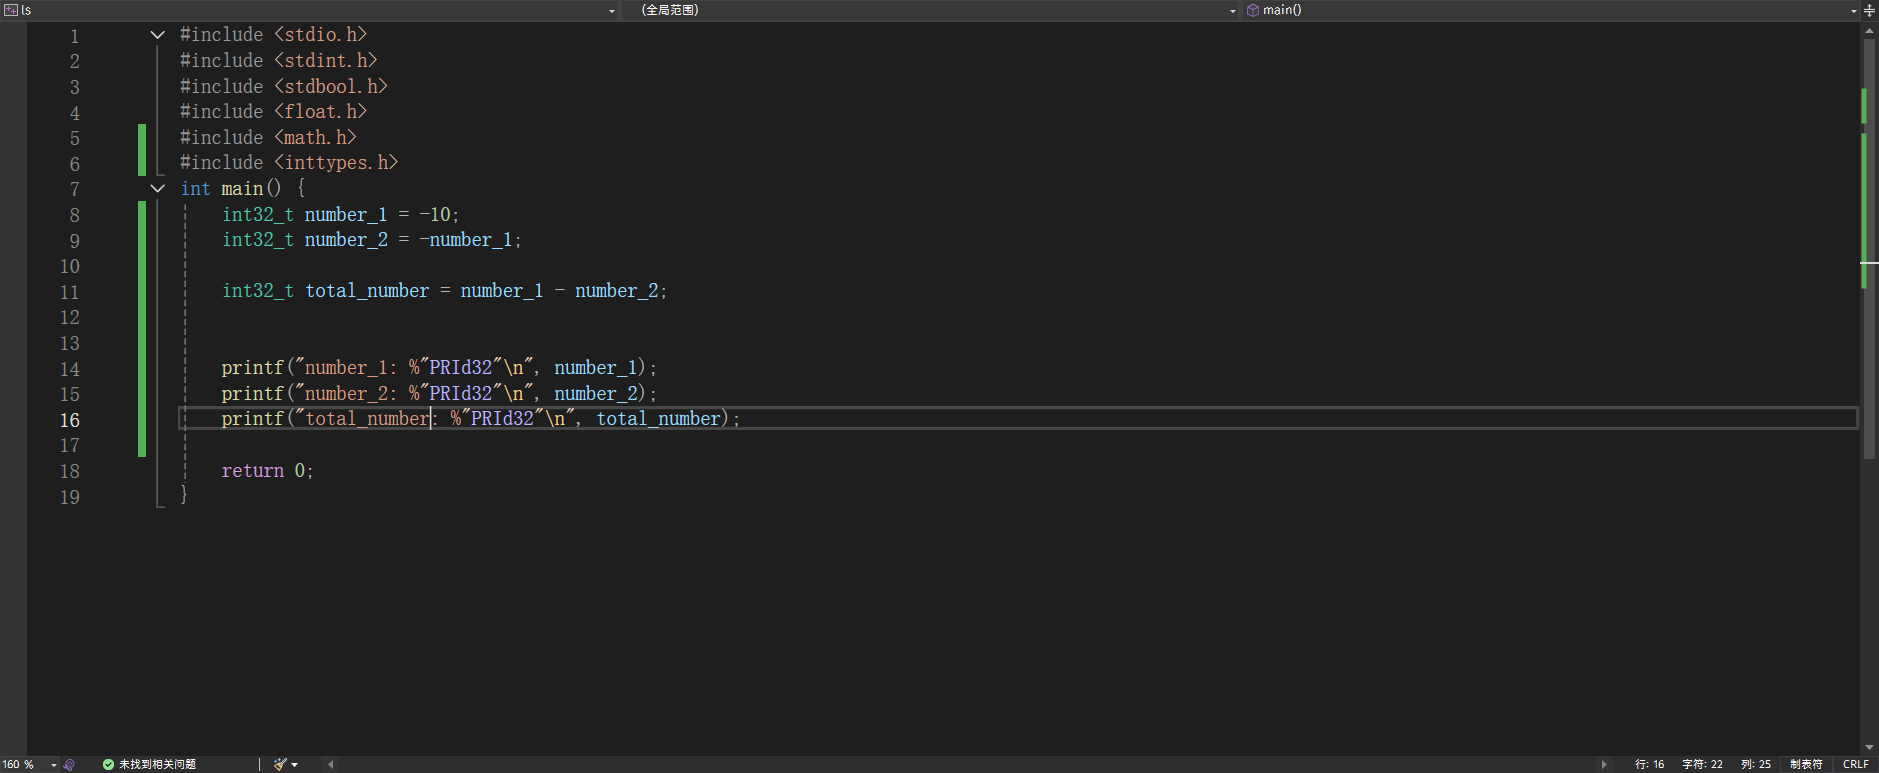 ls (全局范围) main()
1 #include <stdio.h>
2 #include <stdint.h>
3 #include <stdbool.h>
4 #include <float.h>
5 #include <math.h>
6 #include <inttypes.h>
7 int main() {
8 int32_t number_1 = -10;
9 int32_t number_2 = -number_1;
10
11 int32_t total_number = number_1 - number_2;
12
13
14 printf("number_1: %"PRId32"\n", number_1);
15 printf("number_2: %"PRId32"\n", number_2);
16 printf("total_number: %"PRId32"\n", total_number);
17
18 return 0;
19 }
160 % 未找到相关问题 行: 16 字符: 22 列: 25 制表符 CRLF